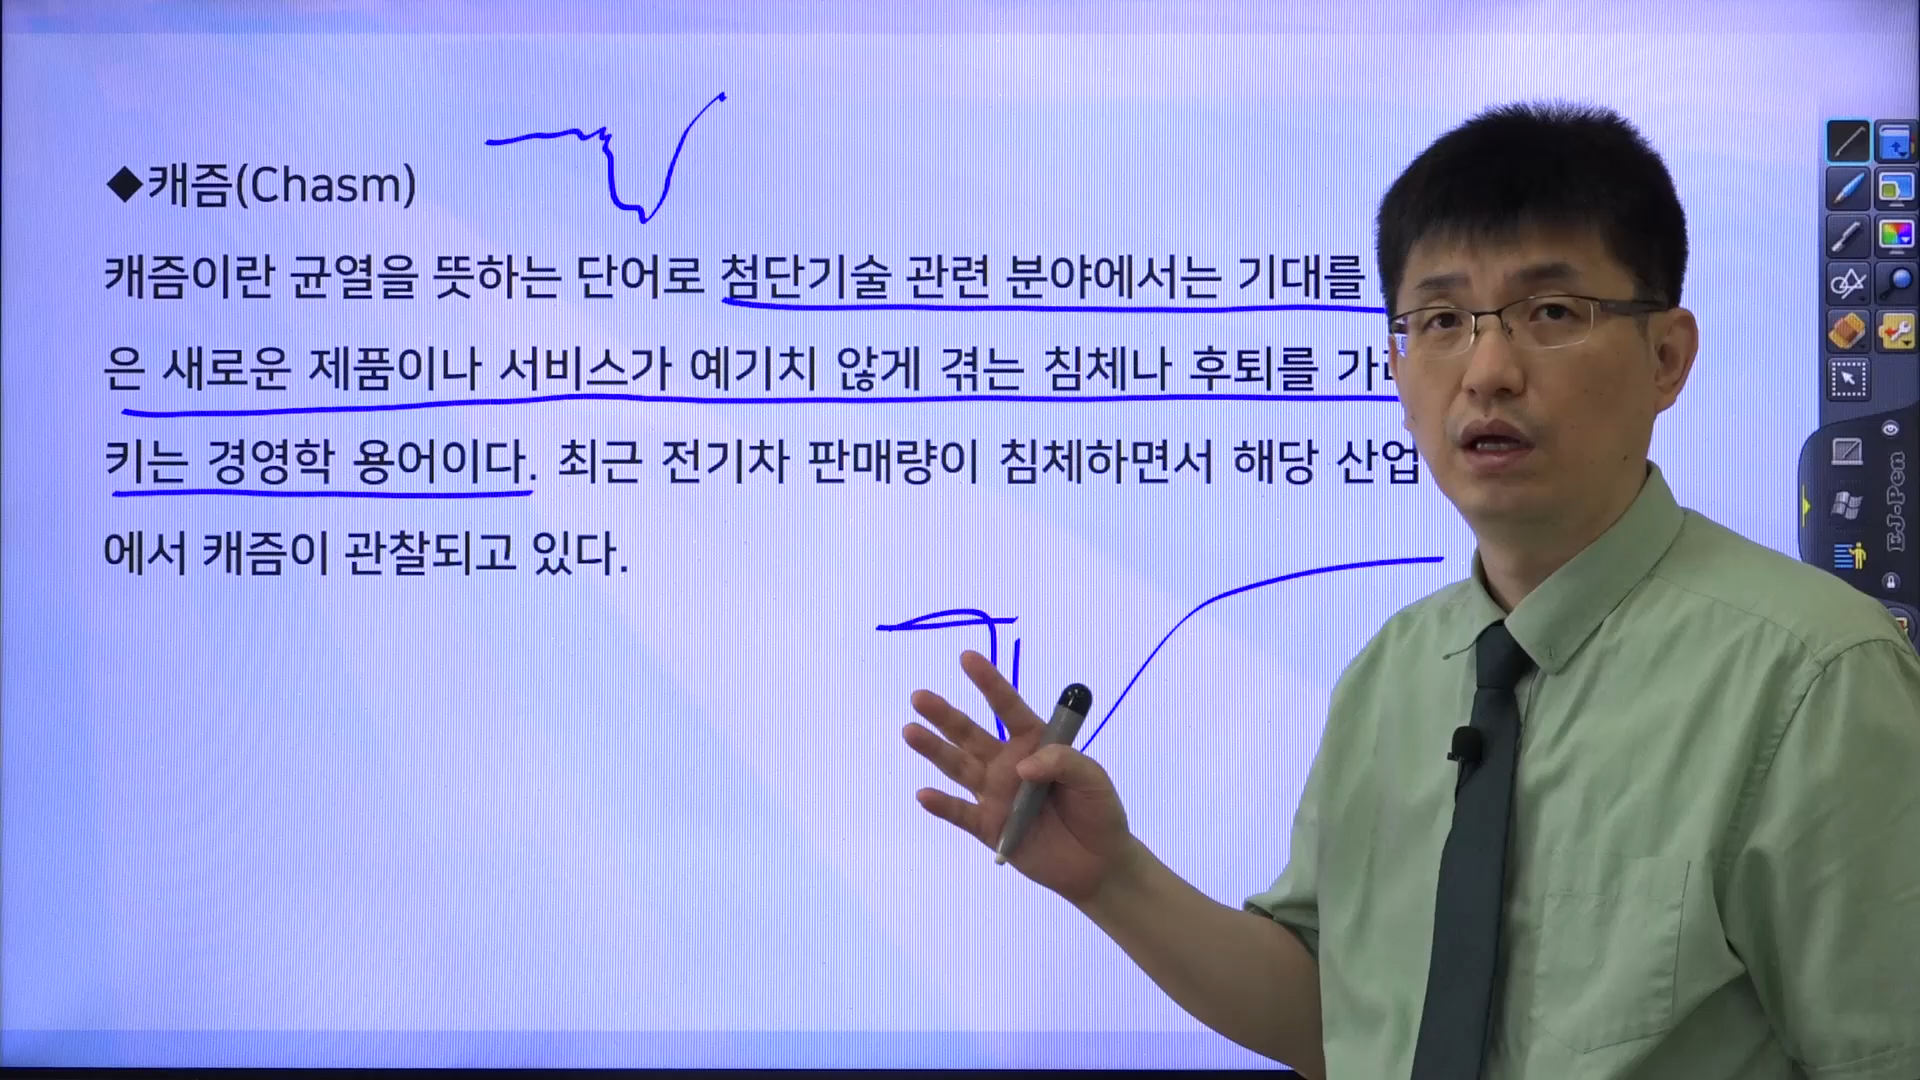 ◆캐즘(Chasm)
캐즘이란 균열을 뜻하는 단어로 첨단기술 관련 분야에서는 기대를
은 새로운 제품이나 서비스가 예기치 않게 겪는 침체나 후퇴를
키는 경영학 용어이다. 최근 전기차 판매량이 침체하면서 해당 산업
에서 캐즘이 관찰되고 있다.
EJ-Pen